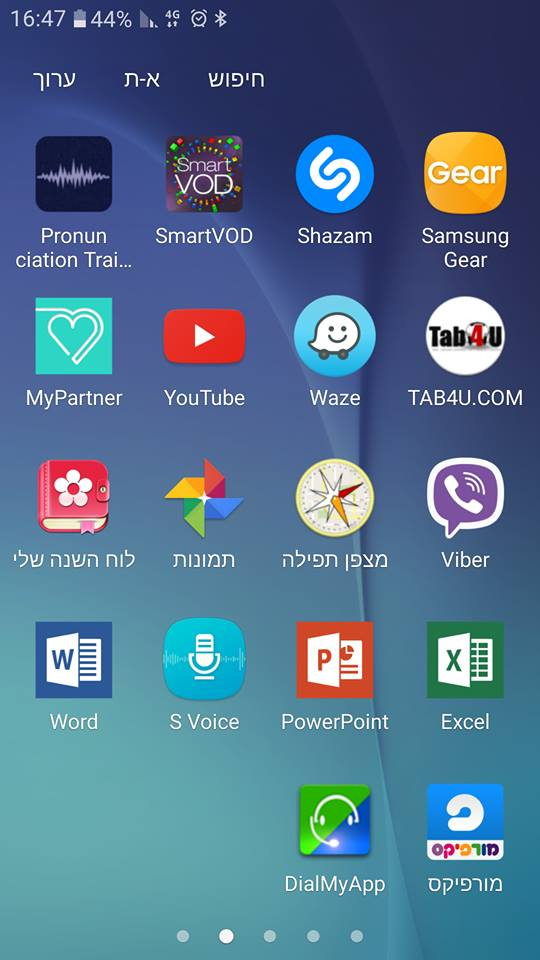 16:47 44% 4G
חיפוש א-ת ערוך
Smart VOD
Gear
Pronun
ciation Trai...
SmartVOD
Shazam
Samsung
Gear
Tab4U
MyPartner
YouTube
Waze
TAB4U.COM
לוח השנה שלי
תמונות
מצפן תפילה
Viber
W
P
X
Word
S Voice
PowerPoint
Excel
מורפיקס
DialMyApp
מורפיקס